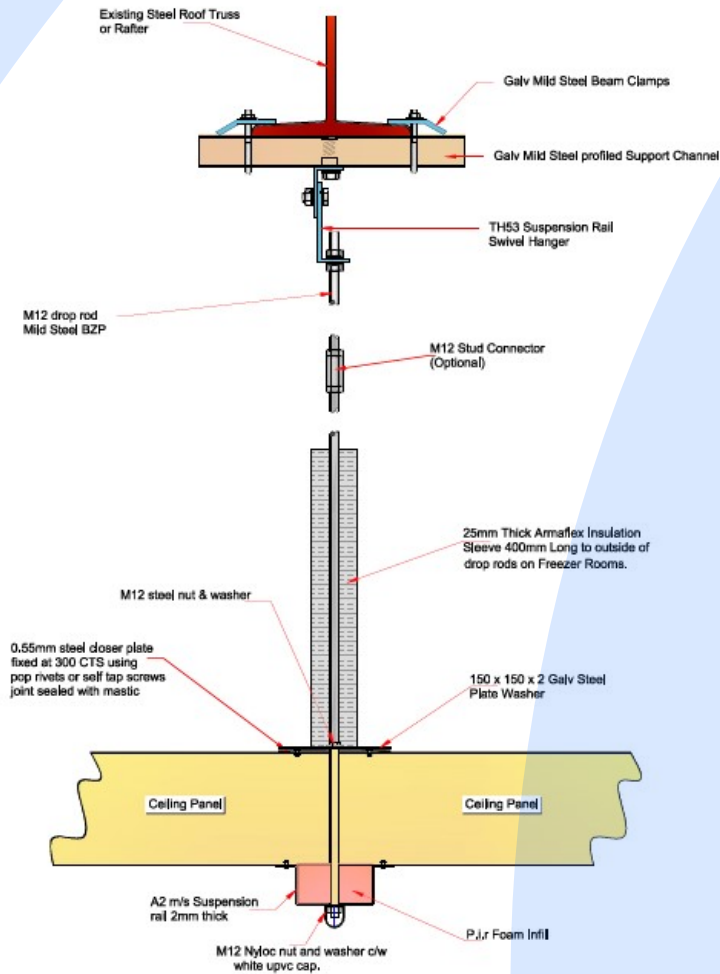 Existing Steel Roof Truss
or Rafter
Galv Mild Steel Beam Clamps
Galv Mild Steel profiled Support Channel
TH53 Suspension Rail
Swivel Hanger
M12 drop rod
Mild Steel BZP
M12 Stud Connector
(Optional)
25mm Thick Armaflex Insulation
Sleeve 400mm Long to outside of
drop rods on Freezer Rooms.
M12 steel nut & washer
0.55mm steel closer plate
fixed at 300 CTS using
pop rivets or self tap screws
joint sealed with mastic
150 x 150 x 2 Galv Steel
Plate Washer
Ceiling Panel
Ceiling Panel
A2 m/s Suspension
rail 2mm thick
P.i.r Foam Infill
M12 Nyloc nut and washer c/w
white upvc cap.